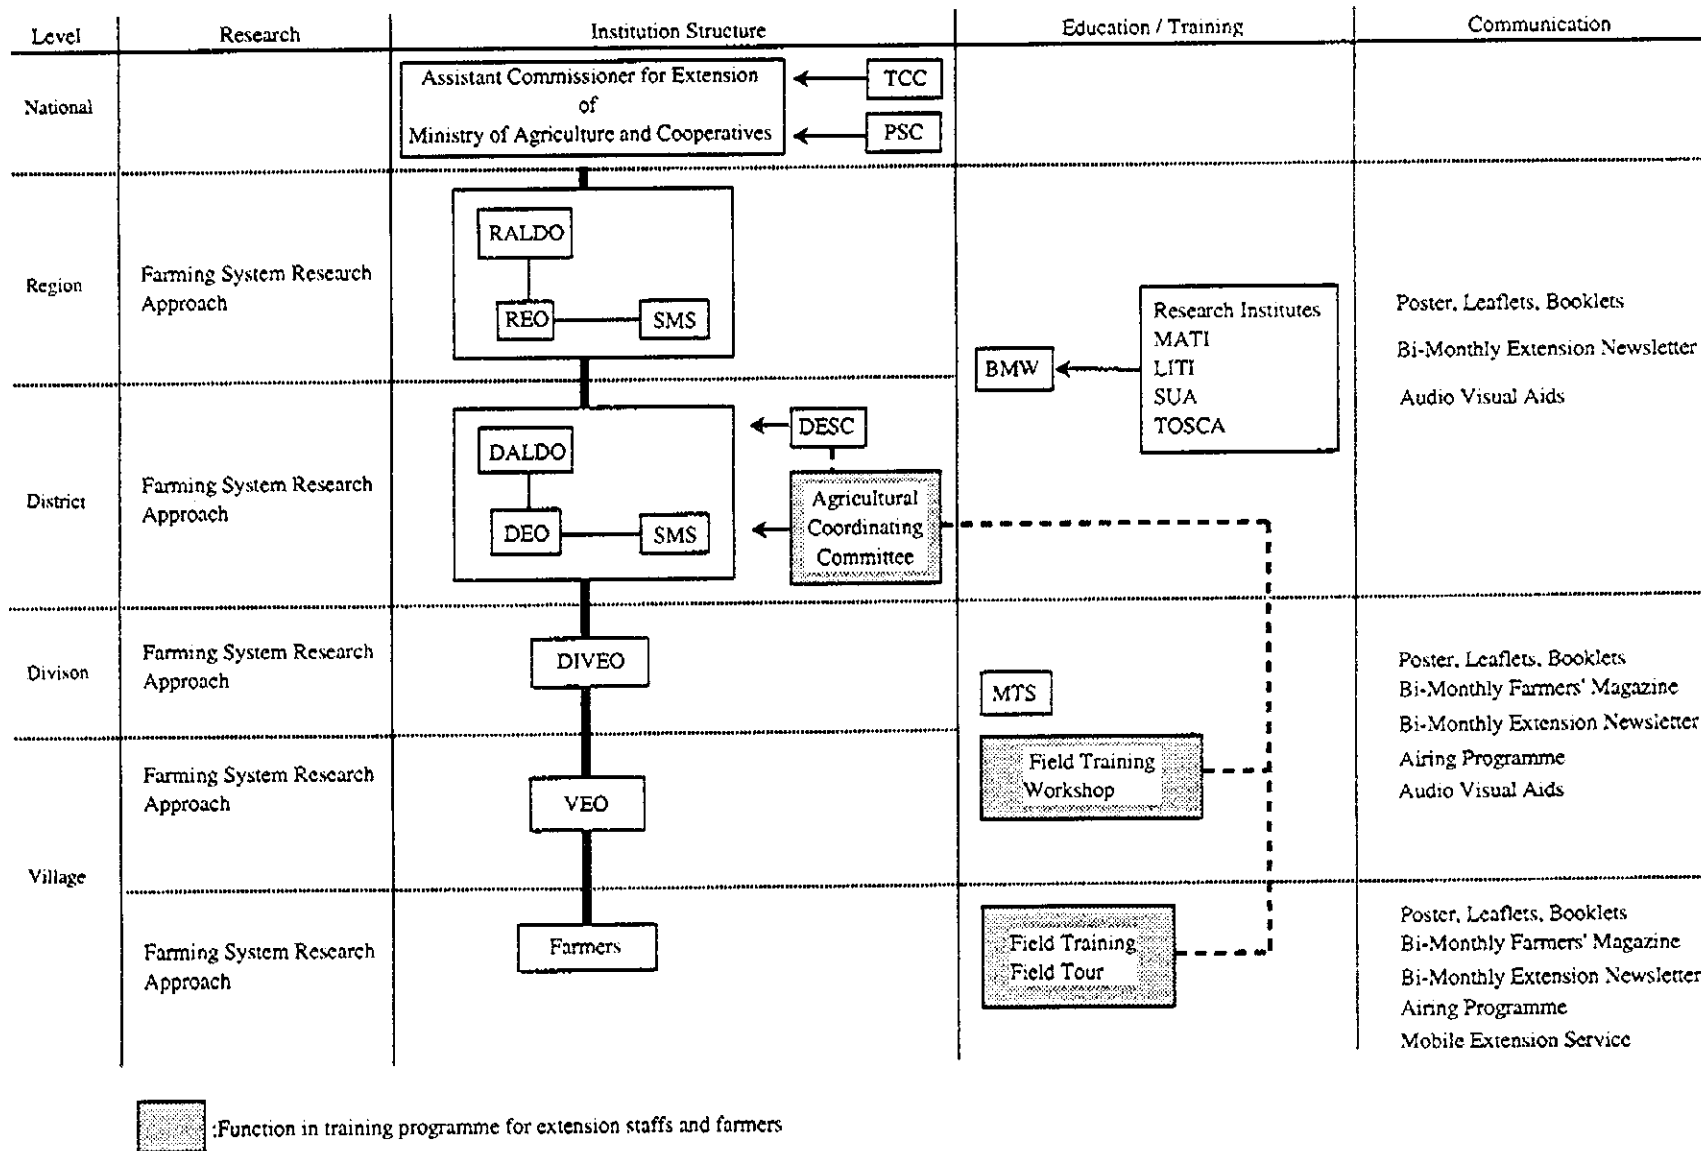 Level
Research
Institution Structure
Education / Training
Communication
National
Assistant Commissioner for Extension
of
Ministry of Agriculture and Cooperatives
TCC
PSC
Region
Farming System Research
Approach
RALDO
REO
SMS
BMW
Research Institutes
MATI
LITI
SUA
TOSCA
Poster, Leaflets, Booklets
Bi-Monthly Extension Newsletter
Audio Visual Aids
District
Farming System Research
Approach
DALDO
DEO
SMS
DESC
Agricultural
Coordinating
Committee
Divison
Farming System Research
Approach
DIVEO
MTS
Poster, Leaflets, Booklets
Bi-Monthly Farmers' Magazine
Bi-Monthly Extension Newsletter
Airing Programme
Audio Visual Aids
Village
Farming System Research
Approach
VEO
Field Training
Workshop
Farming System Research
Approach
Farmers
Field Training
Field Tour
Poster, Leaflets, Booklets
Bi-Monthly Farmers' Magazine
Bi-Monthly Extension Newsletter
Airing Programme
Mobile Extension Service
:Function in training programme for extension staffs and farmers